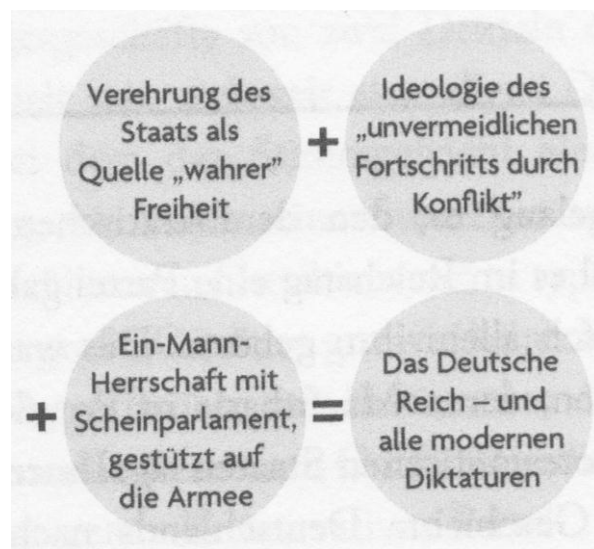 Verehrung des
Staats als
Quelle „wahrer”
Freiheit
+
Ideologie des
„unvermeidlichen
Fortschritts durch
Konflikt”
+
Ein-Mann-
Herrschaft mit
Scheinparlament,
gestützt auf
die Armee
=
Das Deutsche
Reich – und
alle modernen
Diktaturen